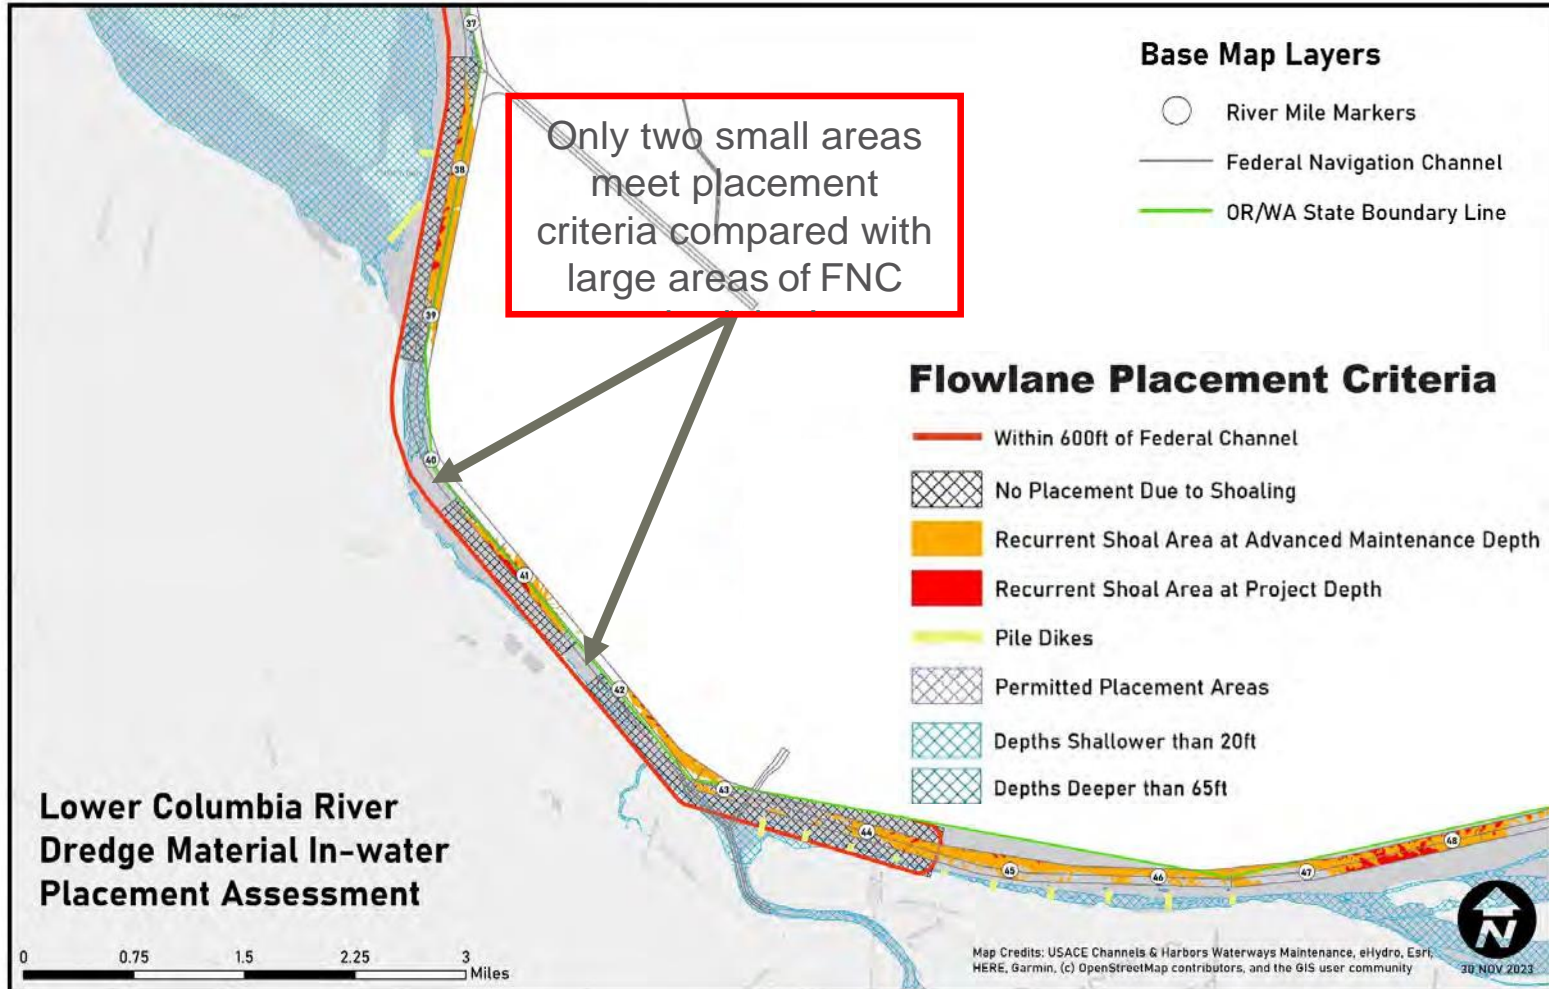 37
Base Map Layers
River Mile Markers
Federal Navigation Channel
OR/WA State Boundary Line
Only two small areas
meet placement
criteria compared with
large areas of FNC
38
39
40
41
42
43
44
45
46
47
48
Flowlane Placement Criteria
Within 600ft of Federal Channel
No Placement Due to Shoaling
Recurrent Shoal Area at Advanced Maintenance Depth
Recurrent Shoal Area at Project Depth
Pile Dikes
Permitted Placement Areas
Depths Shallower than 20ft
Depths Deeper than 65ft
Lower Columbia River
Dredge Material In-water
Placement Assessment
0 0.75 1.5 2.25 3
Miles
Map Credits: USACE Channels & Harbors Waterways Maintenance, eHydro, Esri,
HERE, Garmin, (c) OpenStreetMap contributors, and the GIS user community
N
30 NOV 2023